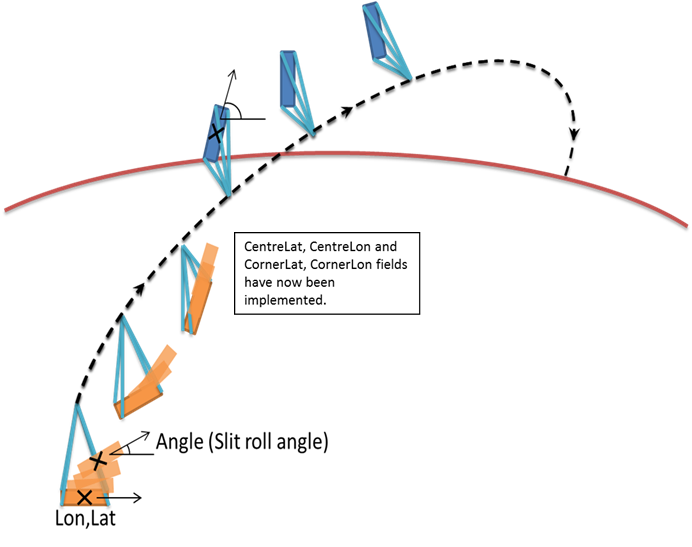 CentreLat, CentreLon and
CornerLat, CornerLon fields
have now been
implemented.
Angle (Slit roll angle)
Lon,Lat